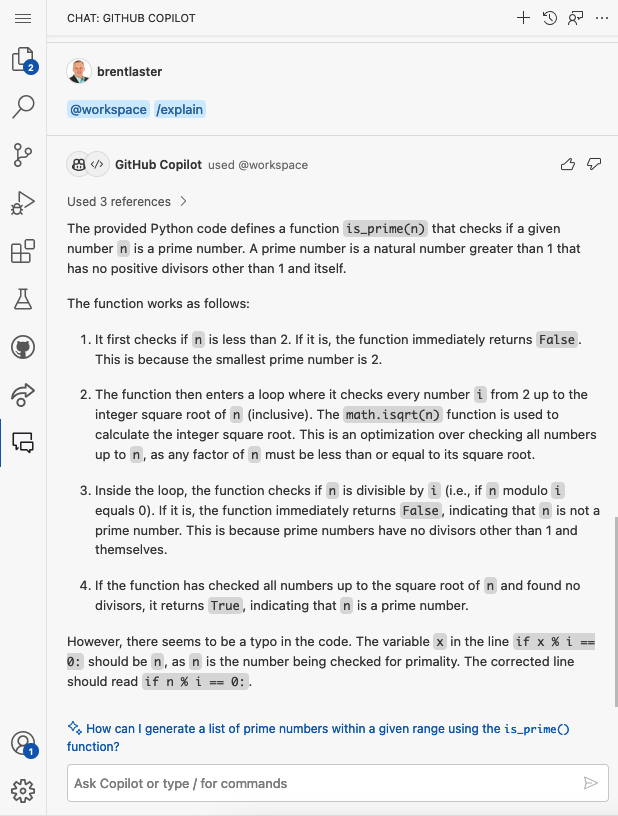 CHAT: GITHUB COPILOT
2
brentlaster
@workspace /explain
GitHub Copilot used @workspace
Used 3 references
The provided Python code defines a function is_prime(n) that checks if a given
number n is a prime number. A prime number is a natural number greater than 1 that
has no positive divisors other than 1 and itself.
The function works as follows:
1. It first checks if n is less than 2. If it is, the function immediately returns False.
This is because the smallest prime number is 2.
2. The function then enters a loop where it checks every number i from 2 up to the
integer square root of n (inclusive). The math.isqrt(n) function is used to
calculate the integer square root. This is an optimization over checking all numbers
up to n, as any factor of n must be less than or equal to its square root.
3. Inside the loop, the function checks if n is divisible by i (i.e., if n modulo i
equals 0). If it is, the function immediately returns False, indicating that n is not a
prime number. This is because prime numbers have no divisors other than 1 and
themselves.
4. If the function has checked all numbers up to the square root of n and found no
divisors, it returns True, indicating that n is a prime number.
However, there seems to be a typo in the code. The variable x in the line if x % i ==
0: should be n, as n is the number being checked for primality. The corrected line
should read if n % i == 0:.
How can I generate a list of prime numbers within a given range using the is_prime()
function?
1
Ask Copilot or type / for commands